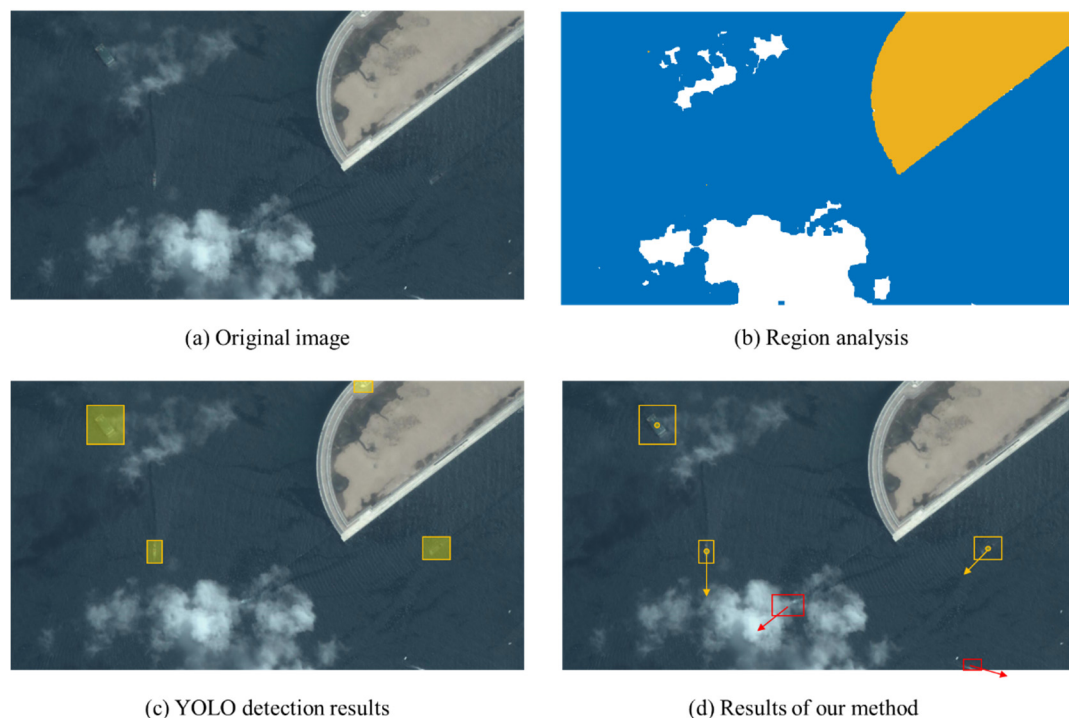 (a) Original image
(b) Region analysis
(c) YOLO detection results
(d) Results of our method